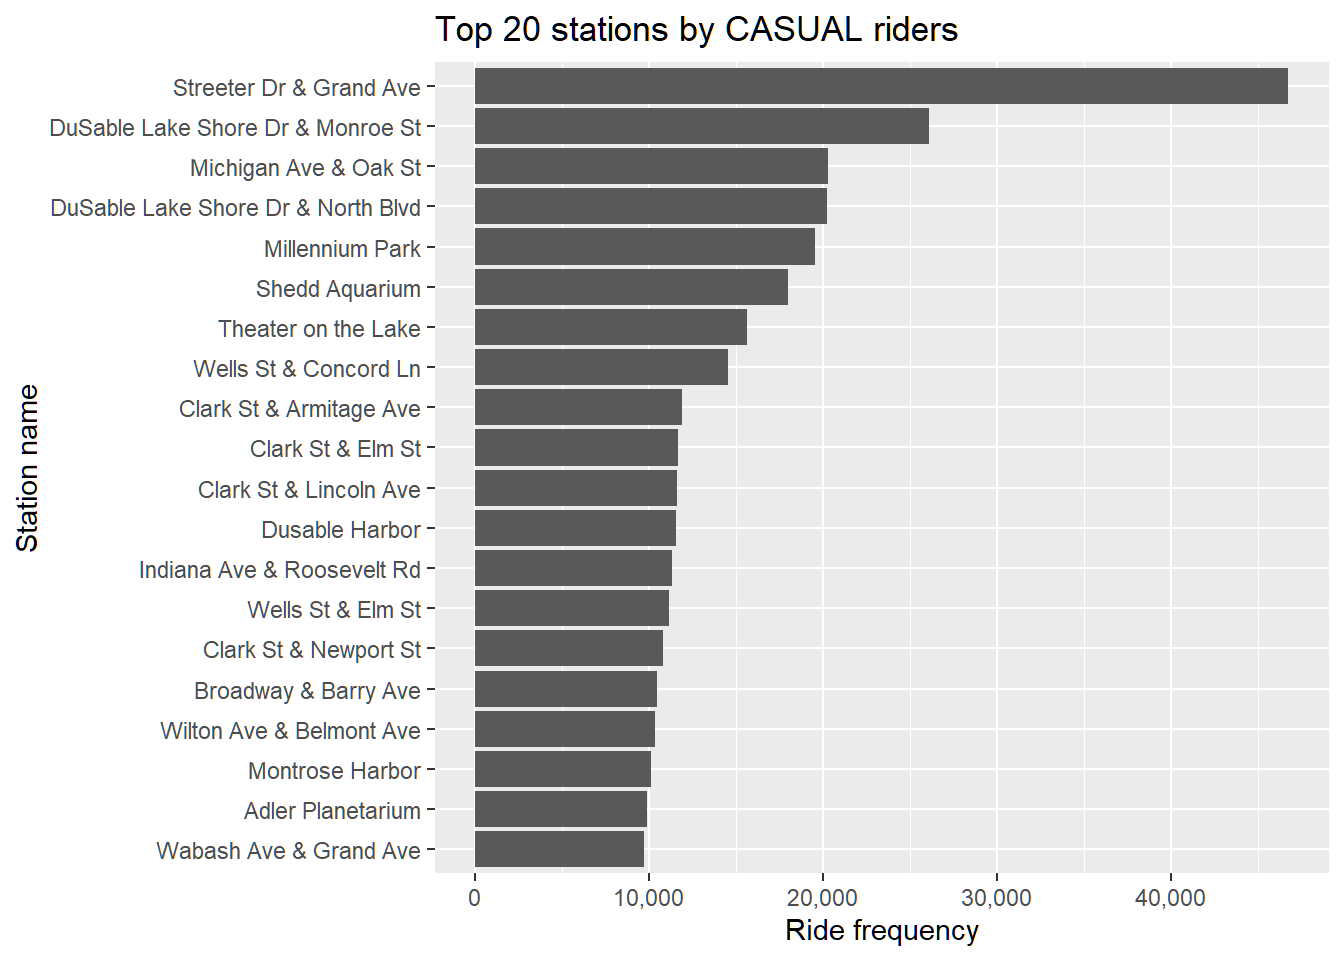 Top 20 stations by CASUAL riders
Station name
Streeter Dr & Grand Ave
DuSable Lake Shore Dr & Monroe St
Michigan Ave & Oak St
DuSable Lake Shore Dr & North Blvd
Millennium Park
Shedd Aquarium
Theater on the Lake
Wells St & Concord Ln
Clark St & Armitage Ave
Clark St & Elm St
Clark St & Lincoln Ave
Dusable Harbor
Indiana Ave & Roosevelt Rd
Wells St & Elm St
Clark St & Newport St
Broadway & Barry Ave
Wilton Ave & Belmont Ave
Montrose Harbor
Adler Planetarium
Wabash Ave & Grand Ave
0 10,000 20,000 30,000 40,000
Ride frequency